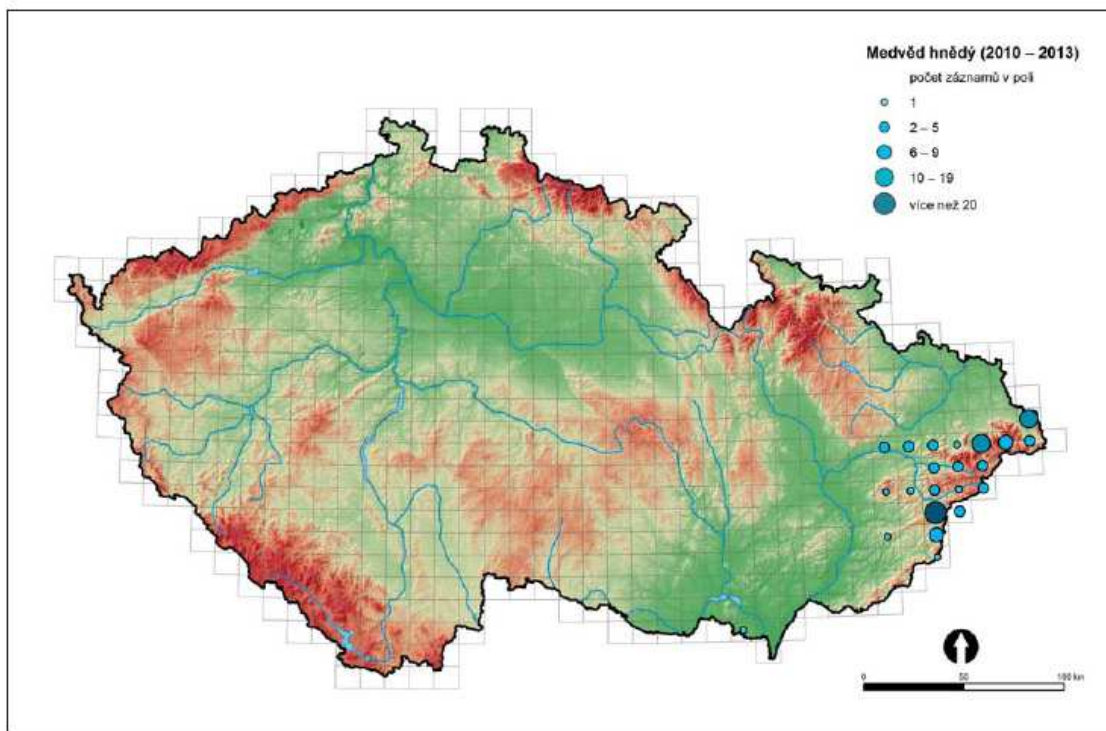 Medvěd hnědý (2010 – 2013)
počet záznamů v poli
1
2 – 5
6 – 9
10 – 19
více než 20
0 50 100 km